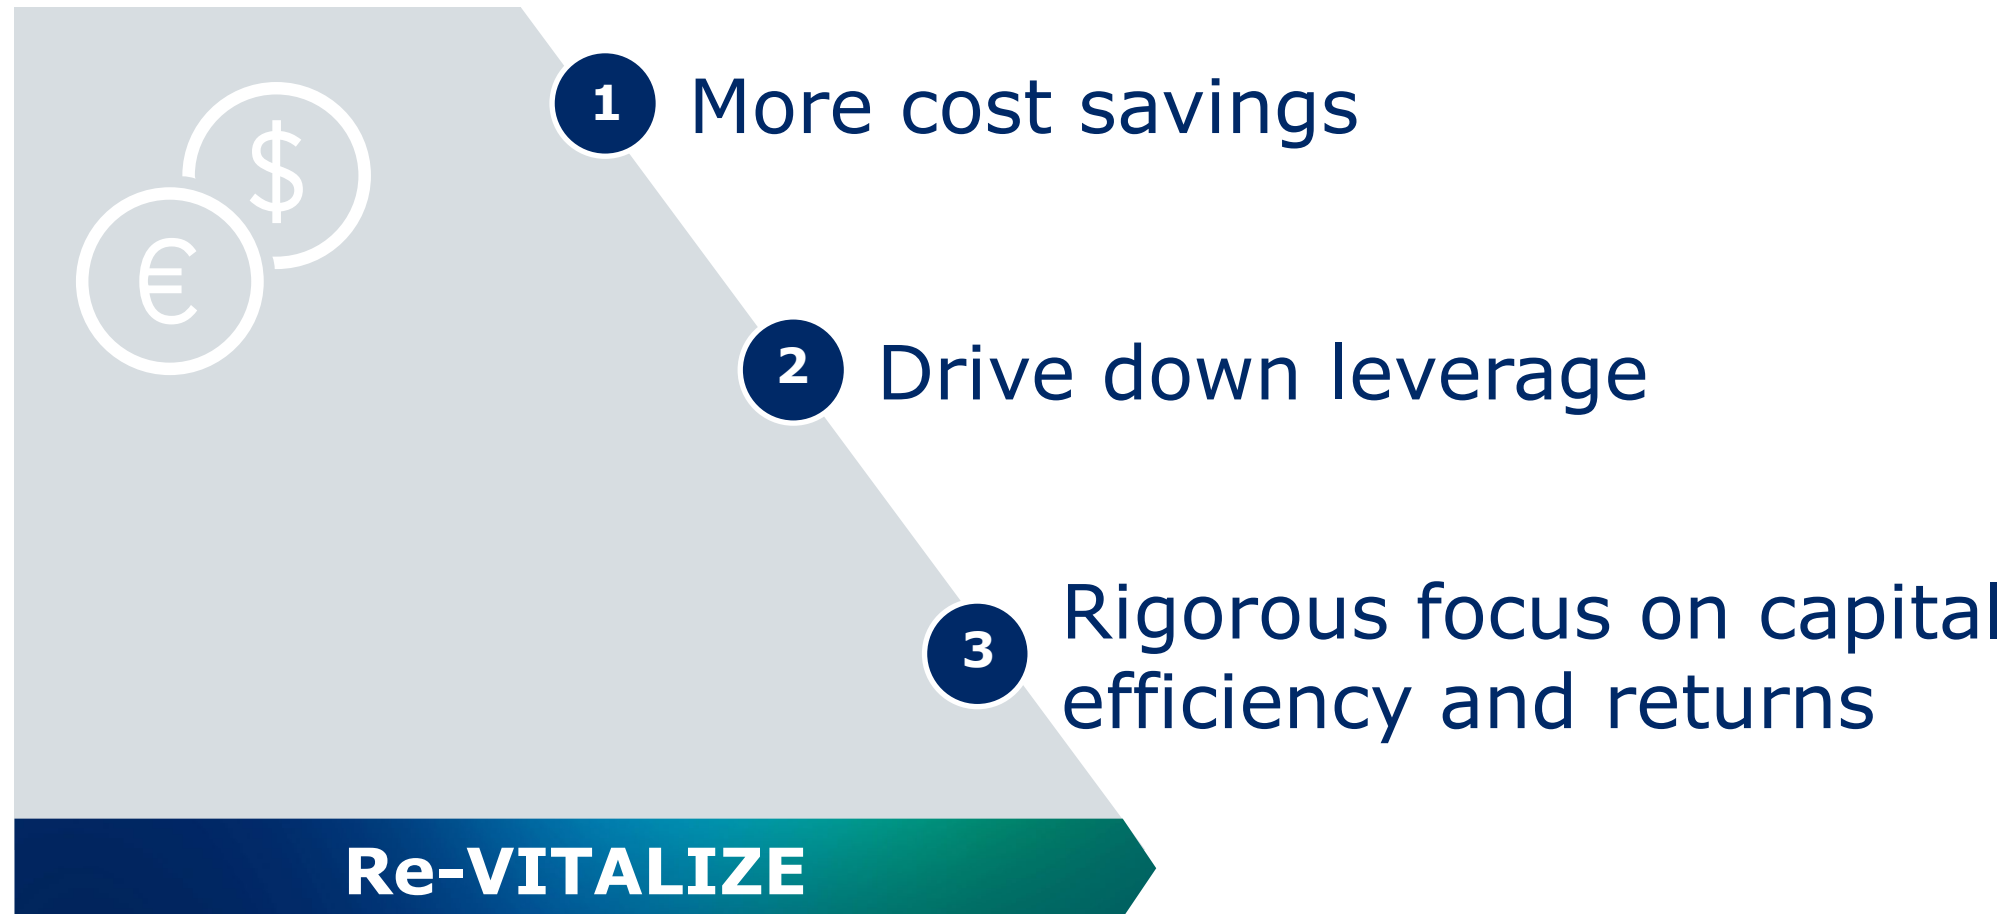 $
€
1 More cost savings
2 Drive down leverage
3 Rigorous focus on capital
efficiency and returns
Re-VITALIZE